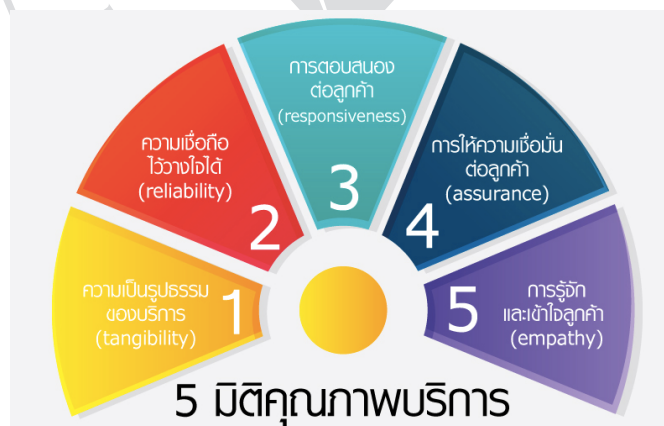 ความเป็นรูปธรรม
ของบริการ
(tangibility)
1
ความเชื่อถือ
ไว้วางใจได้
(reliability)
2
การตอบสนอง
ต่อลูกค้า
(responsiveness)
3
การให้ความเชื่อมั่น
ต่อลูกค้า
(assurance)
4
การรู้จัก
และเข้าใจลูกค้า
(empathy)
5
5 มิติคุณภาพบริการ